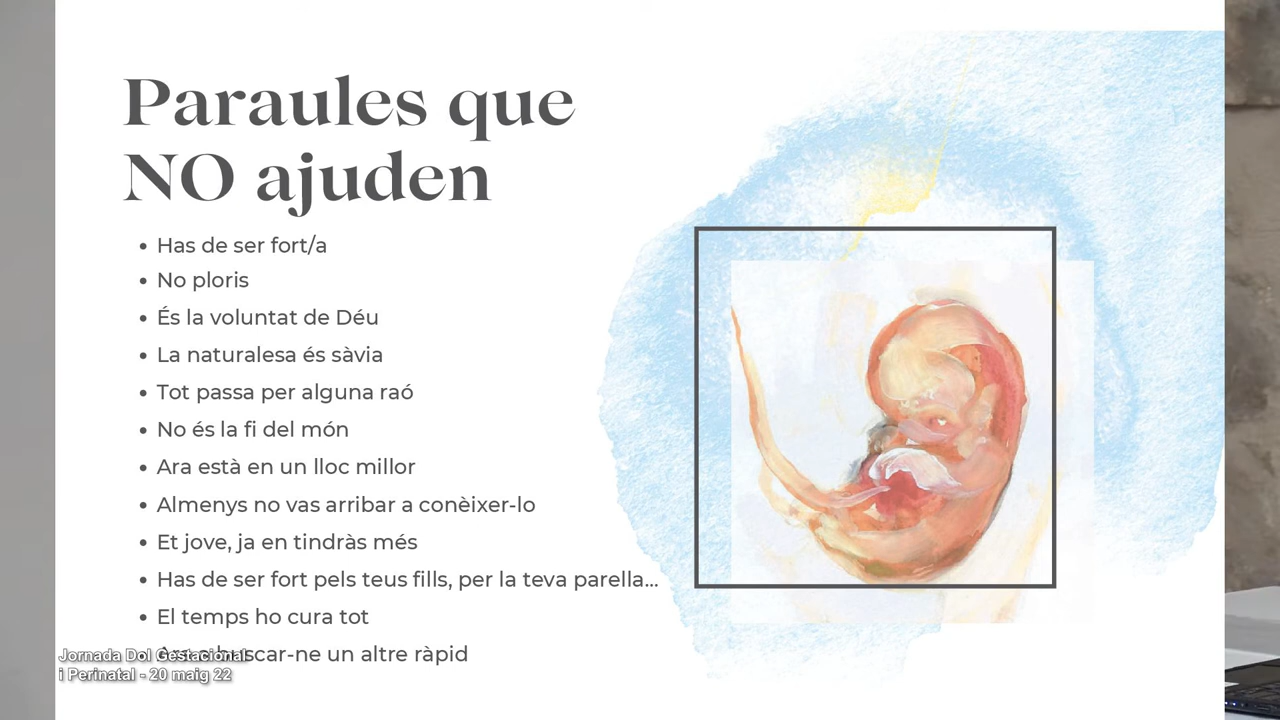 Paraules que
NO ajuden
• Has de ser fort/a
• No ploris
• És la voluntat de Déu
• La naturalesa és sàvia
• Tot passa per alguna raó
• No és la fi del món
• Ara està en un lloc millor
• Almenys no vas arribar a conèixer-lo
• Et jove, ja en tindràs més
• Has de ser fort pels teus fills, per la teva parella...
• El temps ho cura tot
un altre ràpid
Jornada Dol Gestacional
i Perinatal - 20 maig 22